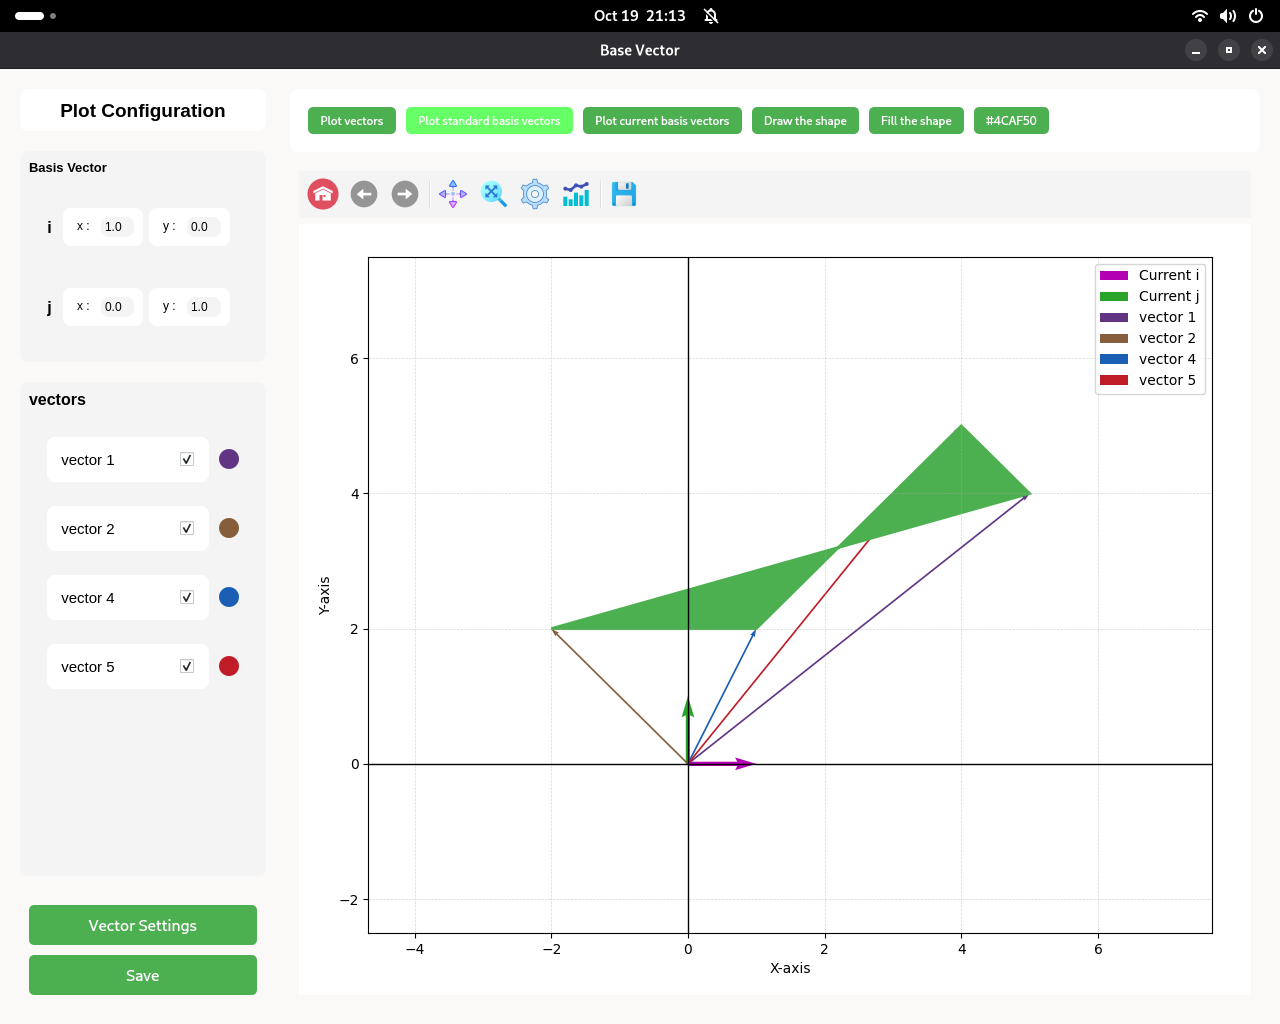 Oct 19 21:13
Base Vector
Plot Configuration
Basis Vector
i x : 1.0 y : 0.0
j x : 0.0 y : 1.0
vectors
vector 1
vector 2
vector 4
vector 5
Vector Settings
Save
Plot vectors Plot standard basis vectors Plot current basis vectors Draw the shape Fill the shape #4CAF50
Current i
Current j
vector 1
vector 2
vector 4
vector 5
6
4
2
0
−2
Y-axis
−4 −2 0 2 4 6
X-axis